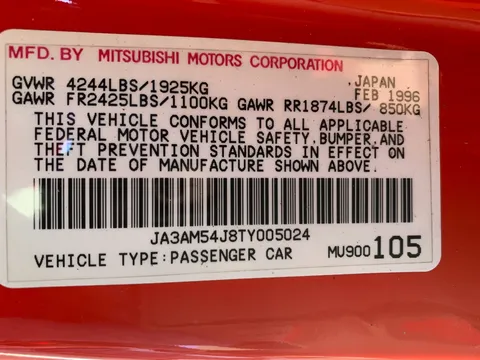 MFD. BY MITSUBISHI MOTORS CORPORATION
GVWR 4244LBS/1925KG JAPAN
FEB 1996
GAWR FR2425LBS/1100KG GAWR RR1874LBS/ 850KG
THIS VEHICLE CONFORMS TO ALL APPLICABLE
FEDERAL MOTOR VEHICLE SAFETY,BUMPER,AND
THEFT PREVENTION STANDARDS IN EFFECT ON
THE DATE OF MANUFACTURE SHOWN ABOVE.
JA3AM54J8TY005024
VEHICLE TYPE:PASSENGER CAR MU900105